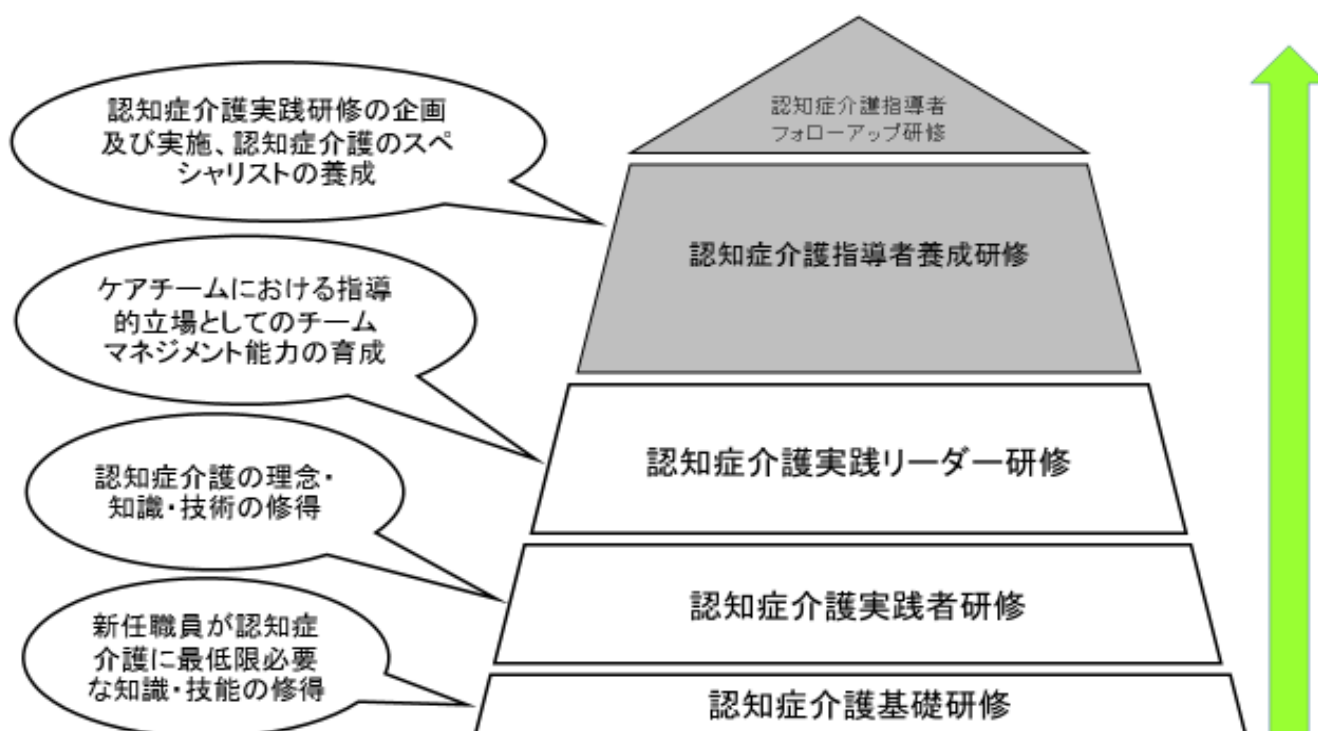 認知症介護指導者
フォローアップ研修
認知症介護実践研修の企画
及び実施、認知症介護のスペ
シャリストの養成
認知症介護指導者養成研修
ケアチームにおける指導
的立場としてのチーム
マネジメント能力の育成
認知症介護実践リーダー研修
認知症介護の理念・
知識・技術の修得
認知症介護実践者研修
新任職員が認知症
介護に最低限必要
な知識・技能の修得
認知症介護基礎研修